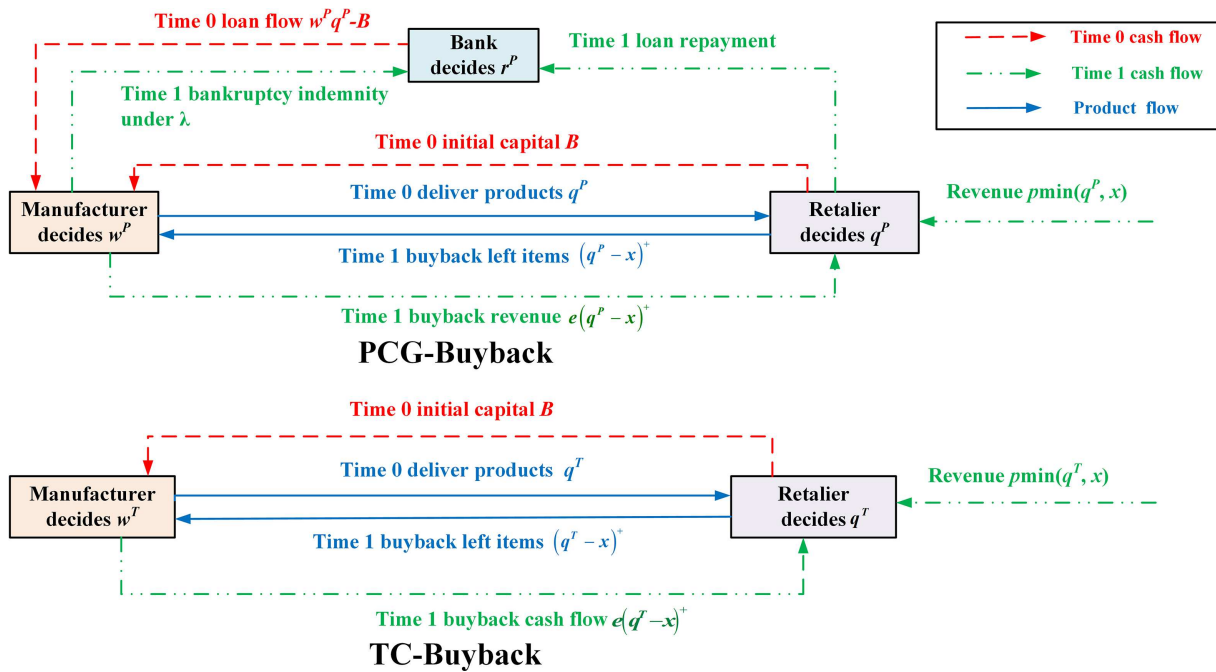 Time 0 loan flow w^P q^P-B
Bank
decides r^P
Time 1 loan repayment
Time 0 cash flow
Time 1 cash flow
Product flow
Time 1 bankruptcy indemnity
under λ
Time 0 initial capital B
Manufacturer
decides w^P
Time 0 deliver products q^P
Retalier
decides q^P
Revenue pmin(q^P, x)
Time 1 buyback left items (q^P − x)^+
Time 1 buyback revenue e(q^P − x)^+
PCG-Buyback
Time 0 initial capital B
Manufacturer
decides w^T
Time 0 deliver products q^T
Retalier
decides q^T
Revenue pmin(q^T, x)
Time 1 buyback left items (q^T − x)^+
Time 1 buyback cash flow e(q^T − x)^+
TC-Buyback